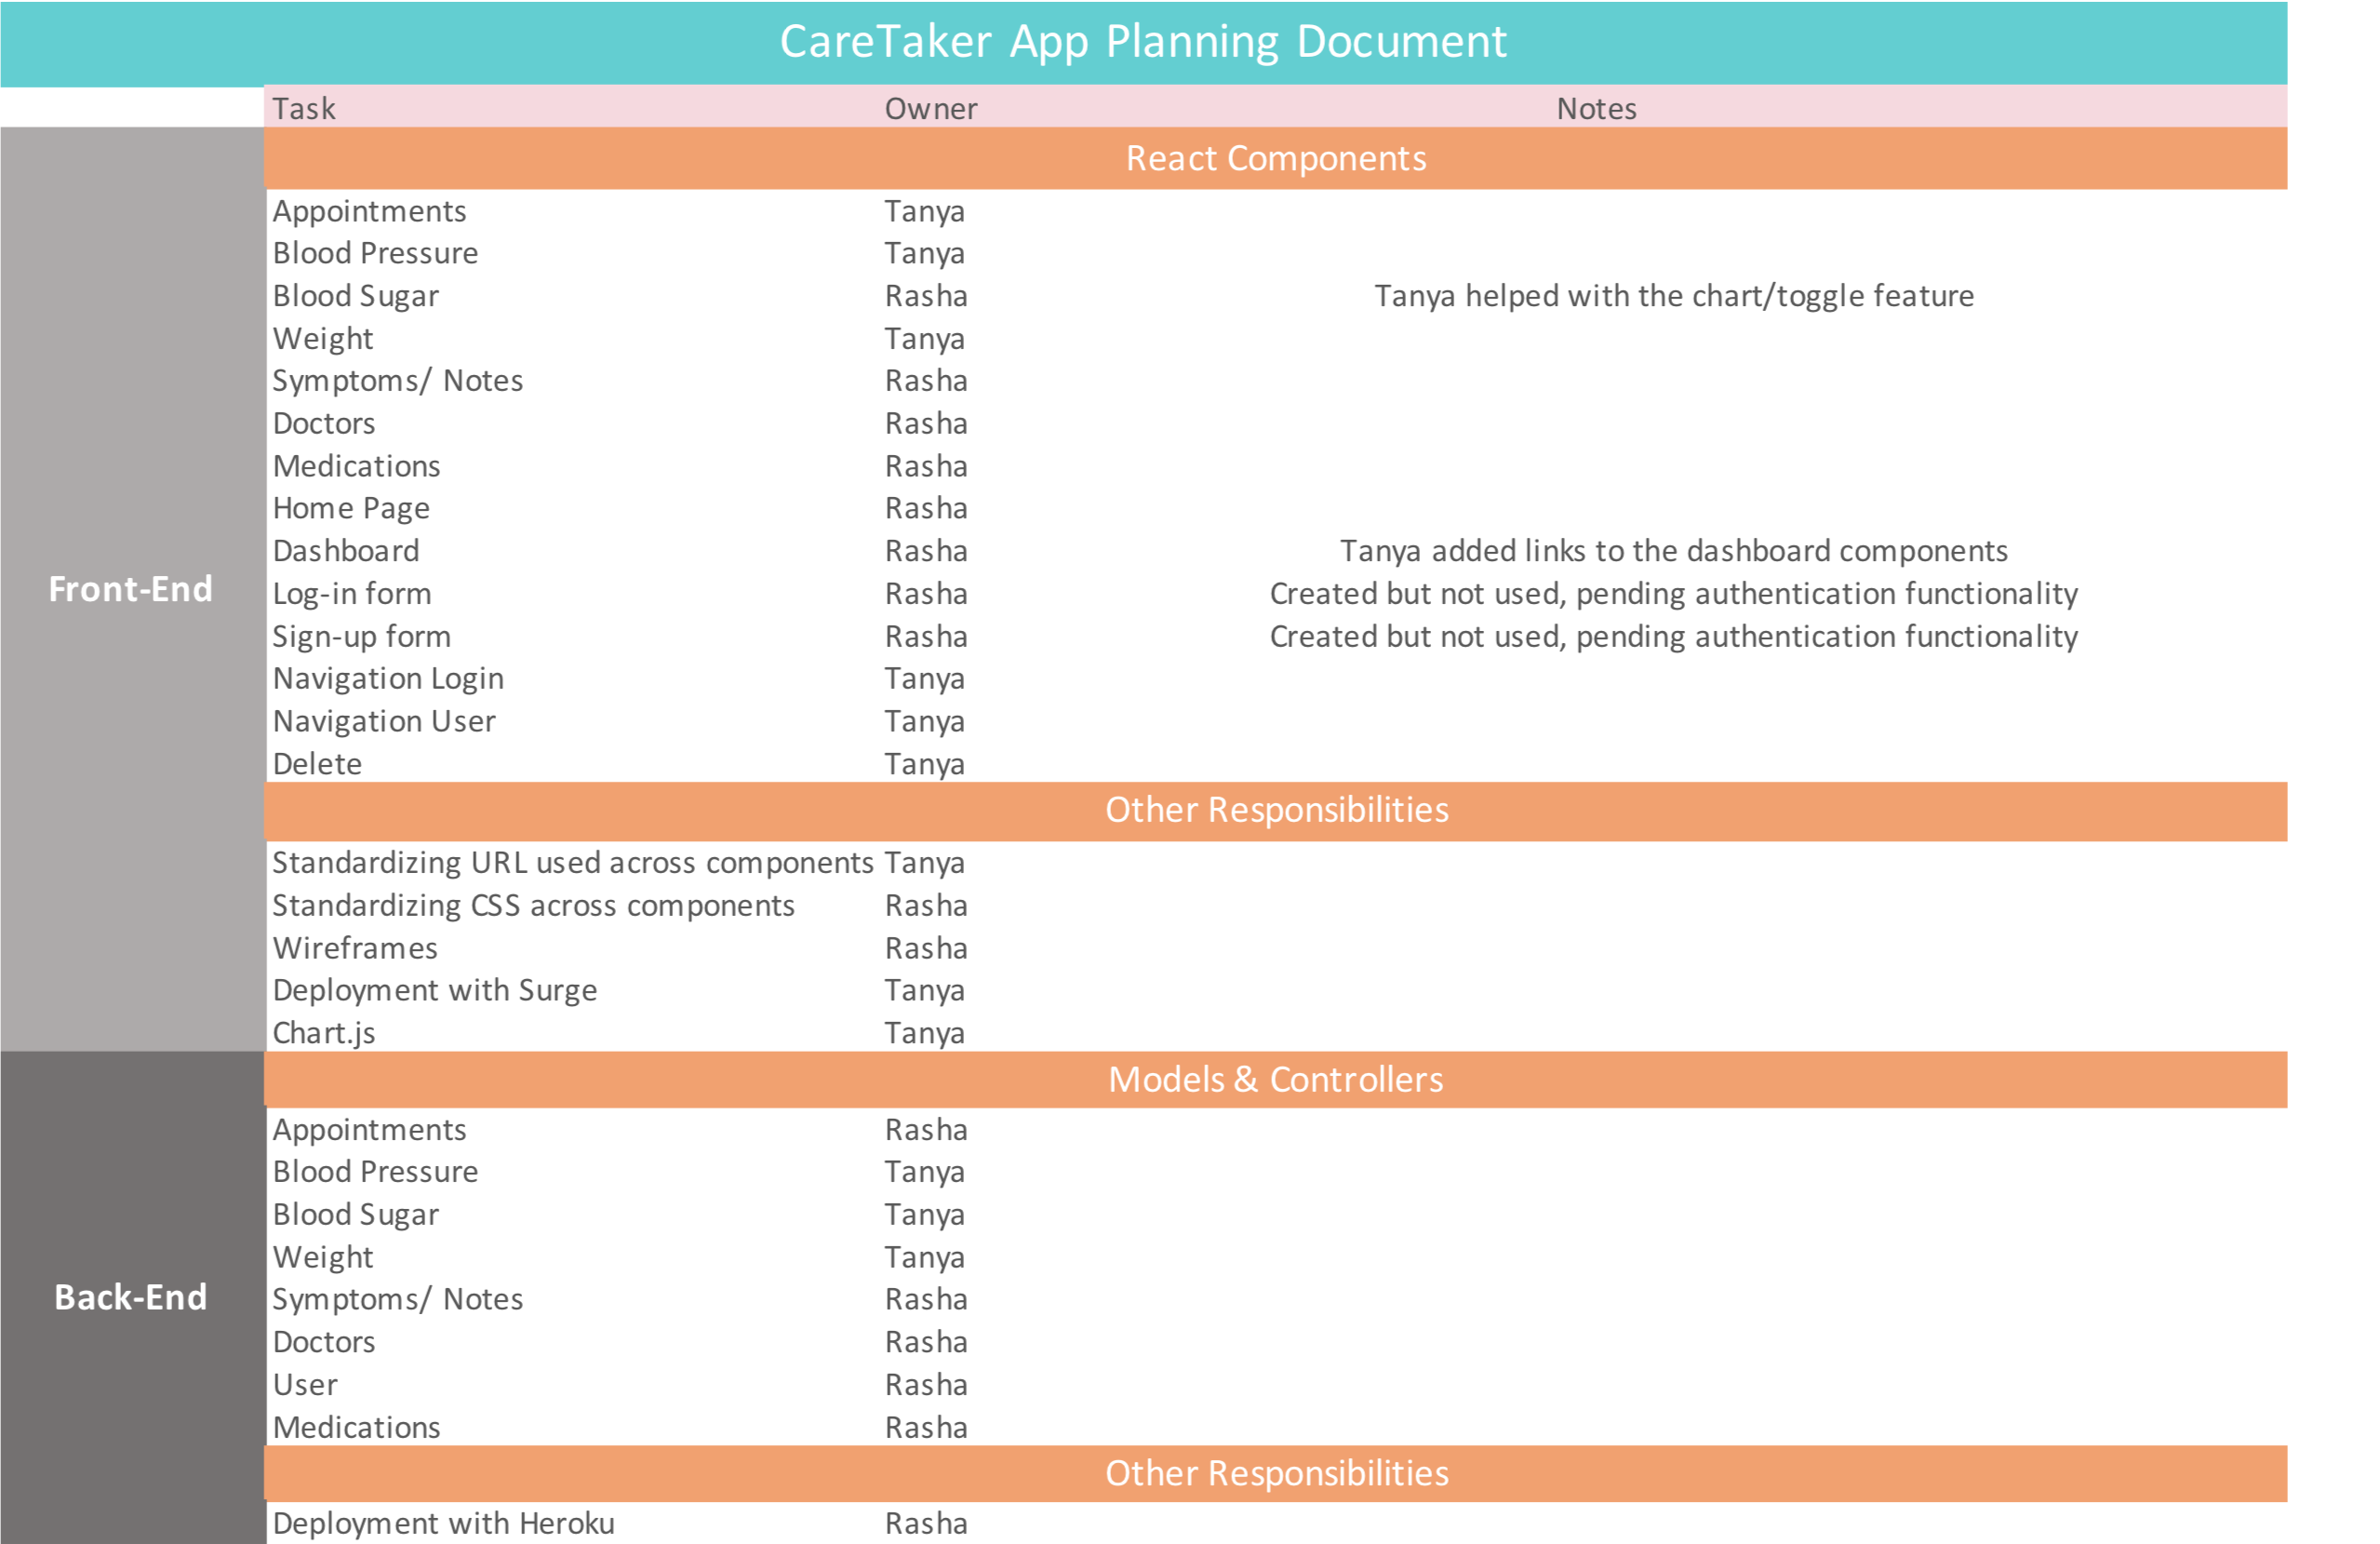 CareTaker App Planning Document
Task Owner Notes
React Components
Appointments Tanya
Blood Pressure Tanya
Blood Sugar Rasha Tanya helped with the chart/toggle feature
Weight Tanya
Symptoms/ Notes Rasha
Doctors Rasha
Medications Rasha
Home Page Rasha
Dashboard Rasha Tanya added links to the dashboard components
Front-End
Log-in form Rasha Created but not used, pending authentication functionality
Sign-up form Rasha Created but not used, pending authentication functionality
Navigation Login Tanya
Navigation User Tanya
Delete Tanya
Other Responsibilities
Standardizing URL used across components Tanya
Standardizing CSS across components Rasha
Wireframes Rasha
Deployment with Surge Tanya
Chart.js Tanya
Models & Controllers
Appointments Rasha
Blood Pressure Tanya
Blood Sugar Tanya
Weight Tanya
Back-End
Symptoms/ Notes Rasha
Doctors Rasha
User Rasha
Medications Rasha
Other Responsibilities
Deployment with Heroku Rasha